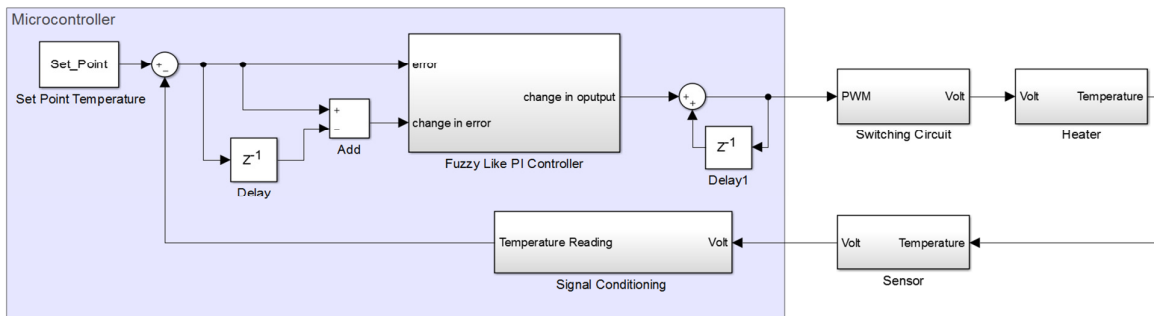 Microcontroller
Set_Point
Set Point Temperature
+
−
Z-1
Delay
+
−
Add
error
change in error
change in oputput
Fuzzy Like PI Controller
+
+
Z-1
Delay1
PWM Volt
Switching Circuit
Volt Temperature
Heater
Temperature Reading Volt
Signal Conditioning
Volt Temperature
Sensor